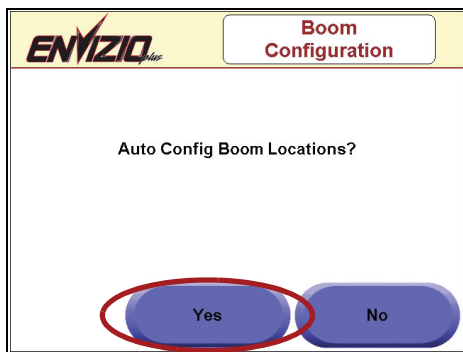 ENVIZIO plus
Boom
Configuration
Auto Config Boom Locations?
Yes
No